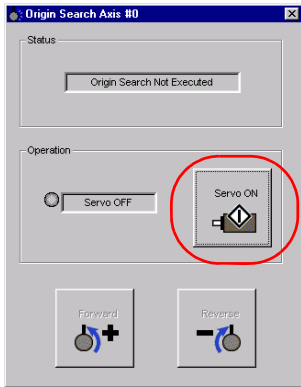 Origin Search Axis #0
Status
Origin Search Not Executed
Operation
Servo OFF
Servo ON
Forward
Reverse